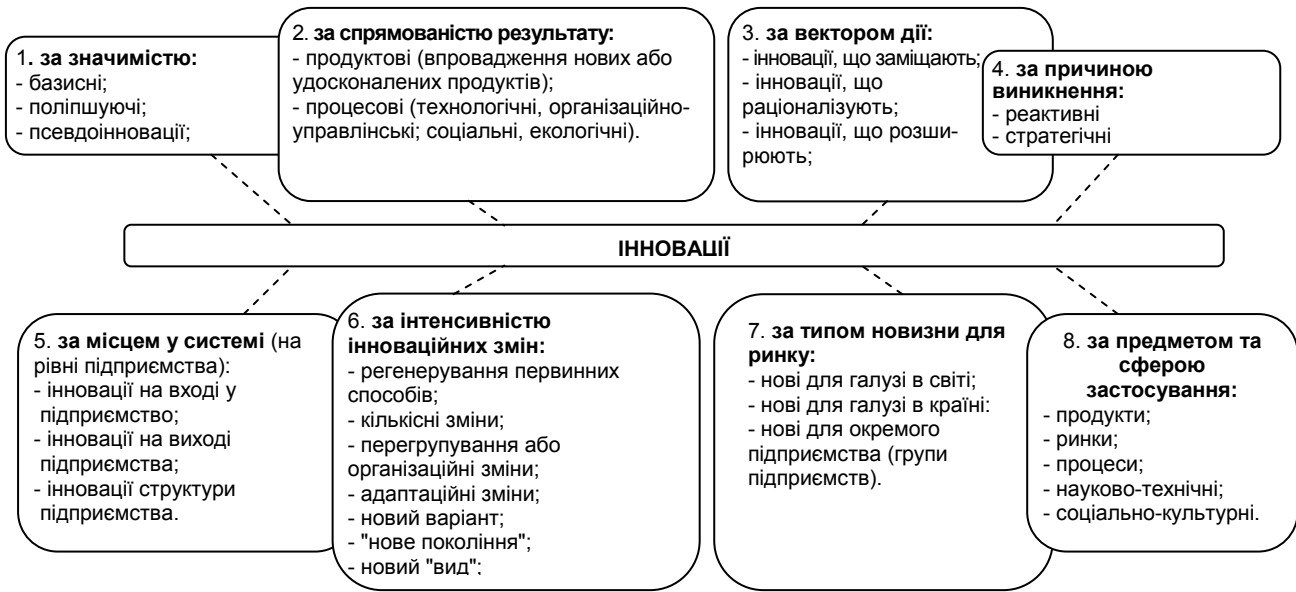 1. за значимістю:
- базисні;
- поліпшуючі;
- псевдоінновації;
2. за спрямованістю результату:
- продуктові (впровадження нових або
удосконалених продуктів);
- процесові (технологічні, організаційно-
управлінські; соціальні, екологічні).
3. за вектором дії:
- інновації, що заміщають;
- інновації, що
раціоналізують;
- інновації, що розши-
рюють;
4. за причиною
виникнення:
- реактивні
- стратегічні
ІННОВАЦІЇ
5. за місцем у системі (на
рівні підприємства):
- інновації на вході у
підприємство;
- інновації на виході
підприємства;
- інновації структури
підприємства.
6. за інтенсивністю
інноваційних змін:
- регенерування первинних
способів;
- кількісні зміни;
- перегрупування або
організаційні зміни;
- адаптаційні зміни;
- новий варіант;
- "нове покоління";
- новий "вид";
7. за типом новизни для
ринку:
- нові для галузі в світі;
- нові для галузі в країні:
- нові для окремого
підприємства (групи
підприємств).
8. за предметом та
сферою
застосування:
- продукти;
- ринки;
- процеси;
- науково-технічні;
- соціально-культурні.